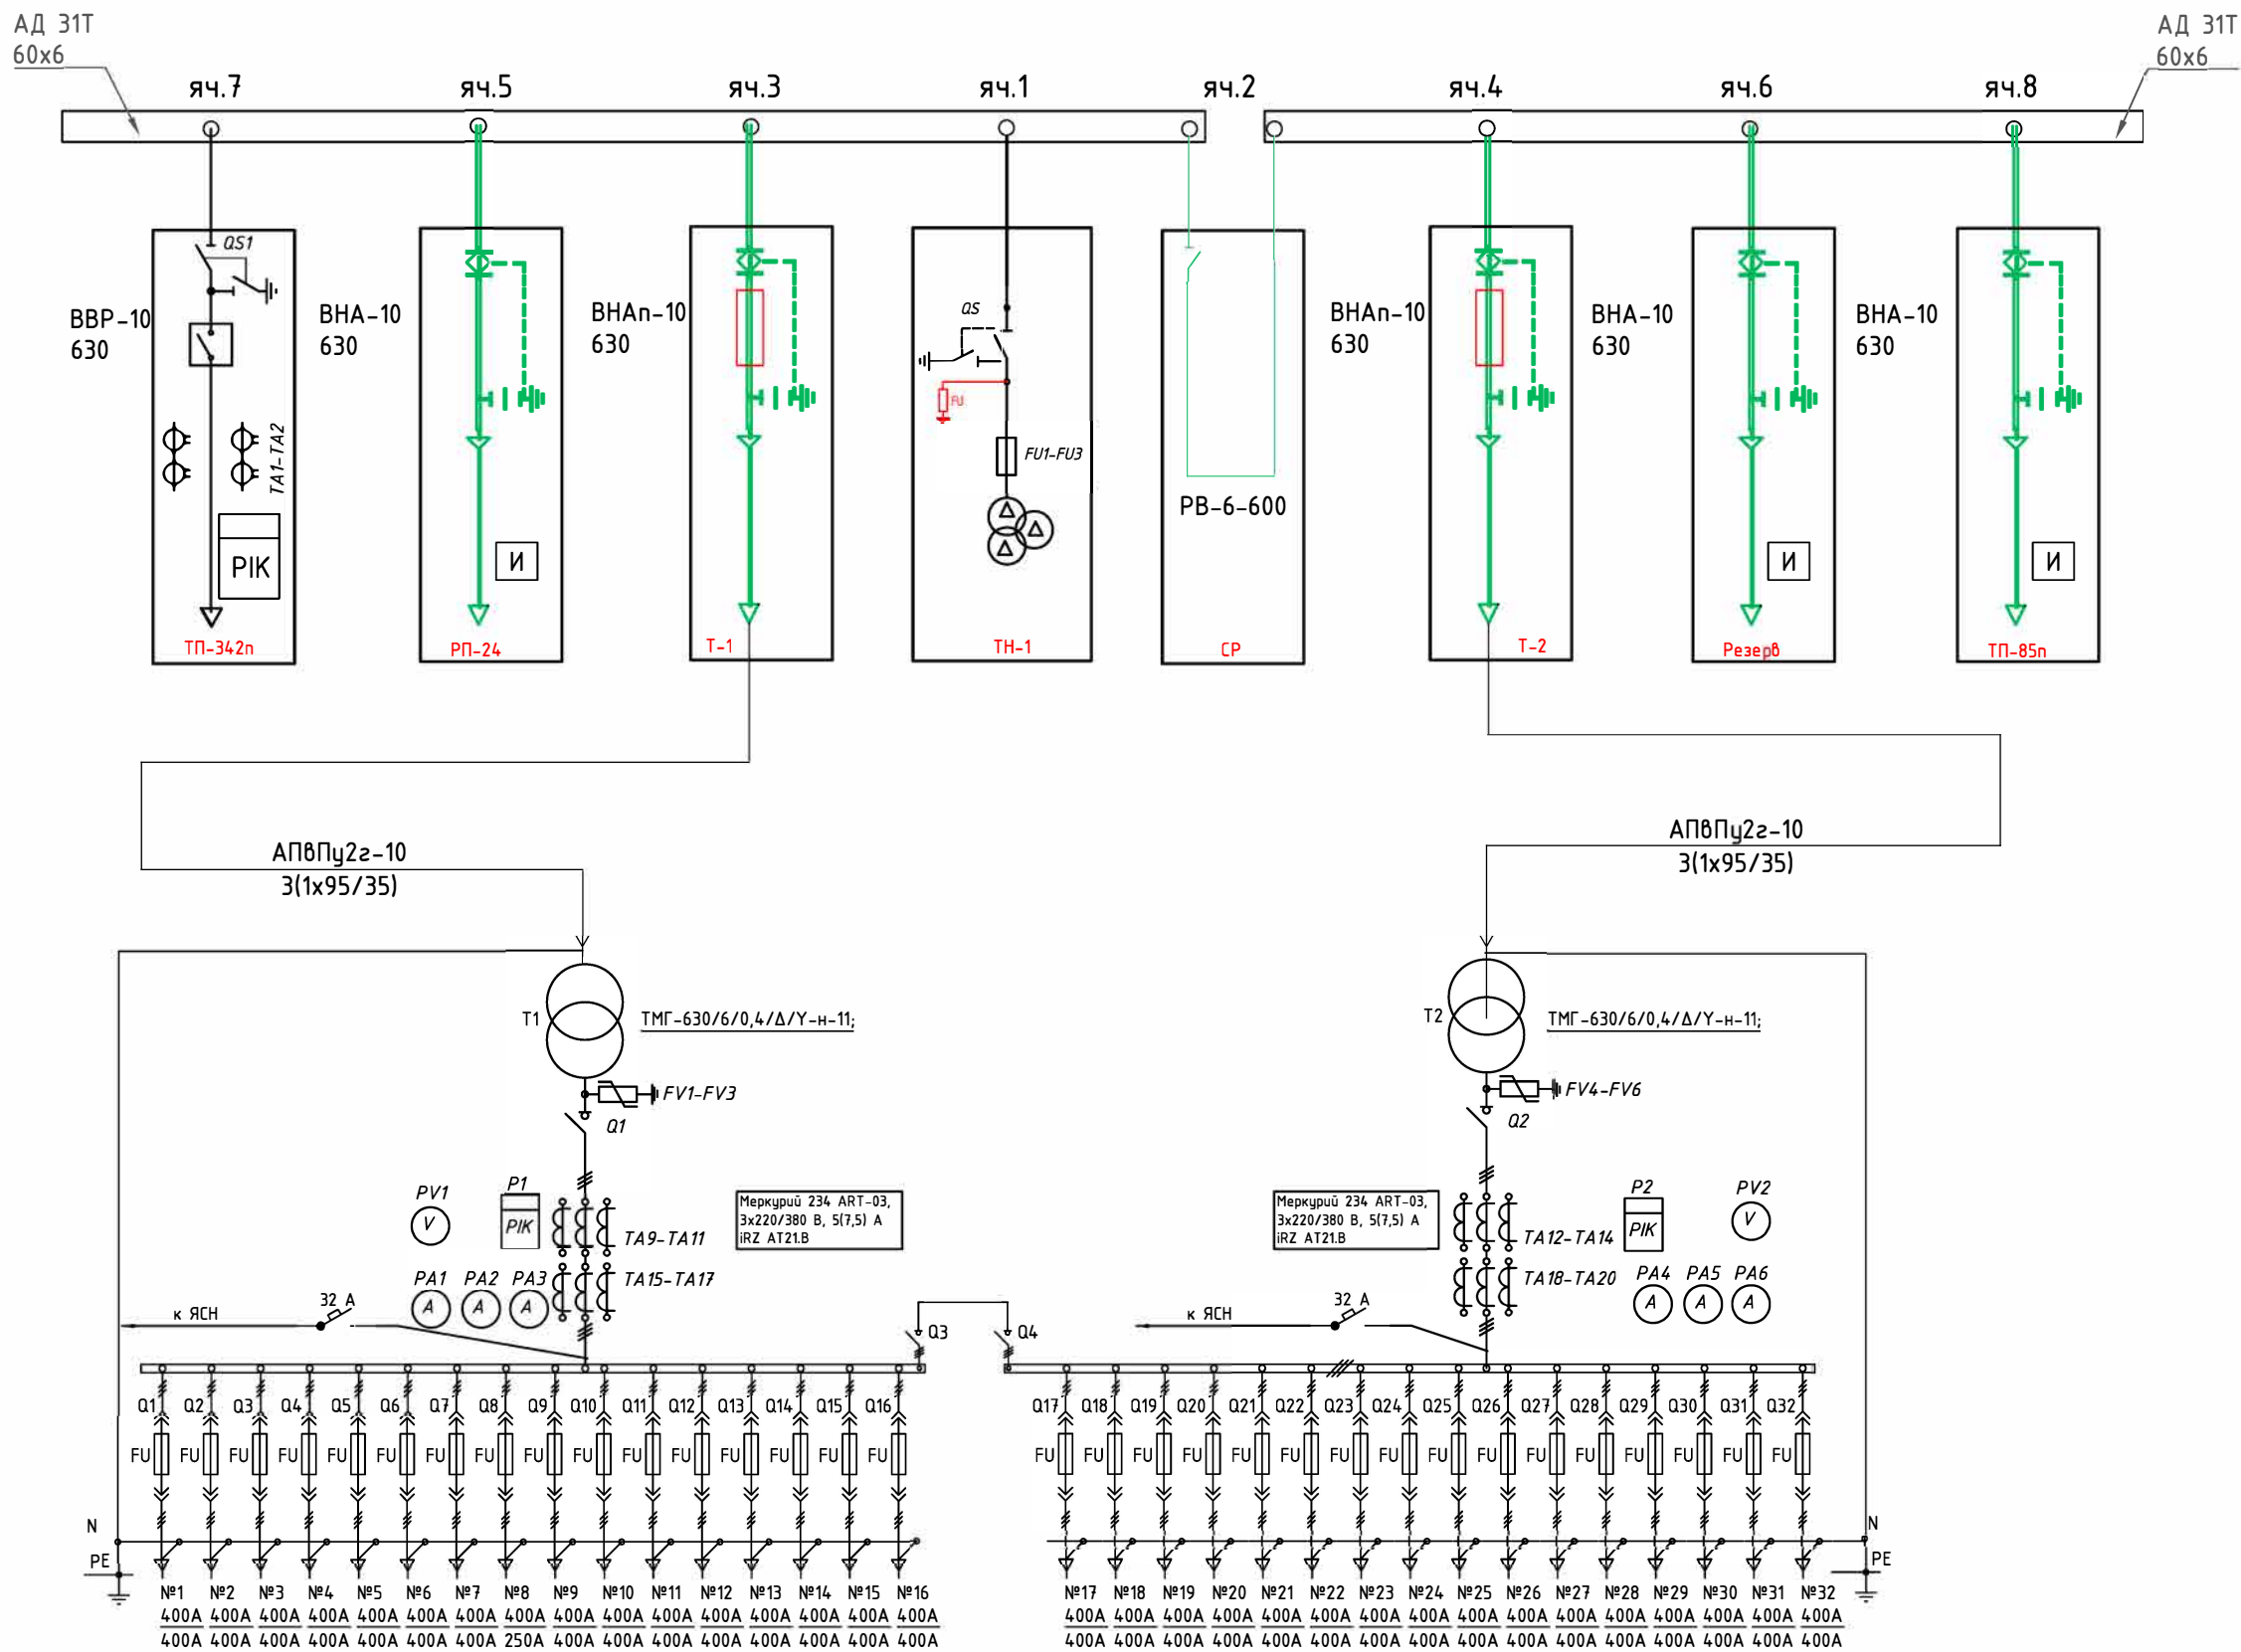 АД 31Т
60х6
АД 31Т
60х6
яч.7 яч.5 яч.3 яч.1 яч.2 яч.4 яч.6 яч.8
QS1
ВВР-10
630
TA1-TA2
PIK
ТП-342п
ВНА-10
630
И
РП-24
ВНАп-10
630
Т-1
QS
FU
FU1-FU3
ТН-1
РВ-6-600
СР
ВНАп-10
630
Т-2
ВНА-10
630
И
Резерв
ВНА-10
630
И
ТП-85п
АПвПу2г-10
3(1х95/35)
АПвПу2г-10
3(1х95/35)
Т1
ТМГ-630/6/0,4/Δ/Y-н-11;
Т2
ТМГ-630/6/0,4/Δ/Y-н-11;
FV1-FV3
Q1
FV4-FV6
Q2
PV1
V
P1
PIK
TA9-TA11
Меркурий 234 ART-03,
3х220/380 В, 5(7,5) А
iRZ AT21.B
PA1 PA2 PA3
A A A
TA15-TA17
к ЯСН
32 А
Меркурий 234 ART-03,
3х220/380 В, 5(7,5) А
iRZ AT21.B
TA12-TA14
P2
PIK
PV2
V
TA18-TA20
PA4 PA5 PA6
A A A
к ЯСН
32 А
Q3 Q4
Q1 Q2 Q3 Q4 Q5 Q6 Q7 Q8 Q9 Q10 Q11 Q12 Q13 Q14 Q15 Q16
FU FU FU FU FU FU FU FU FU FU FU FU FU FU FU FU
N
PE
№1 №2 №3 №4 №5 №6 №7 №8 №9 №10 №11 №12 №13 №14 №15 №16
400А 400А 400А 400А 400А 400А 400А 400А 400А 400А 400А 400А 400А 400А 400А 400А
400А 400А 400А 400А 400А 400А 400А 250А 400А 400А 400А 400А 400А 400А 400А 400А
Q17 Q18 Q19 Q20 Q21 Q22 Q23 Q24 Q25 Q26 Q27 Q28 Q29 Q30 Q31 Q32
FU FU FU FU FU FU FU FU FU FU FU FU FU FU FU FU
N
PE
№17 №18 №19 №20 №21 №22 №23 №24 №25 №26 №27 №28 №29 №30 №31 №32
400А 400А 400А 400А 400А 400А 400А 400А 400А 400А 400А 400А 400А 400А 400А 400А
400А 400А 400А 400А 400А 400А 400А 400А 400А 400А 400А 400А 400А 400А 400А 400А